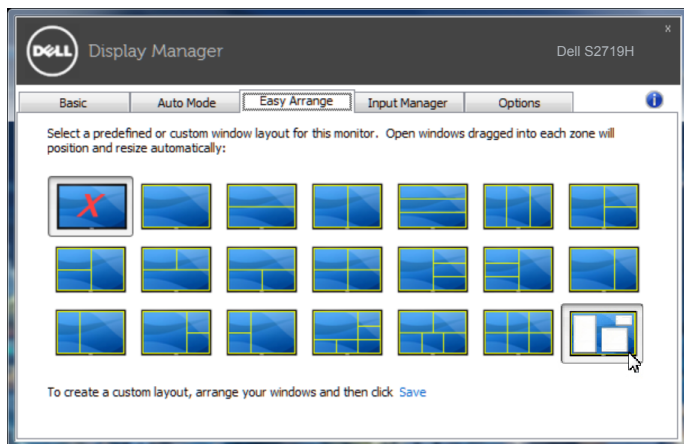 x
DELL Display Manager Dell S2719H
Basic Auto Mode Easy Arrange Input Manager Options i
Select a predefined or custom window layout for this monitor. Open windows dragged into each zone will
position and resize automatically:
X
To create a custom layout, arrange your windows and then click Save